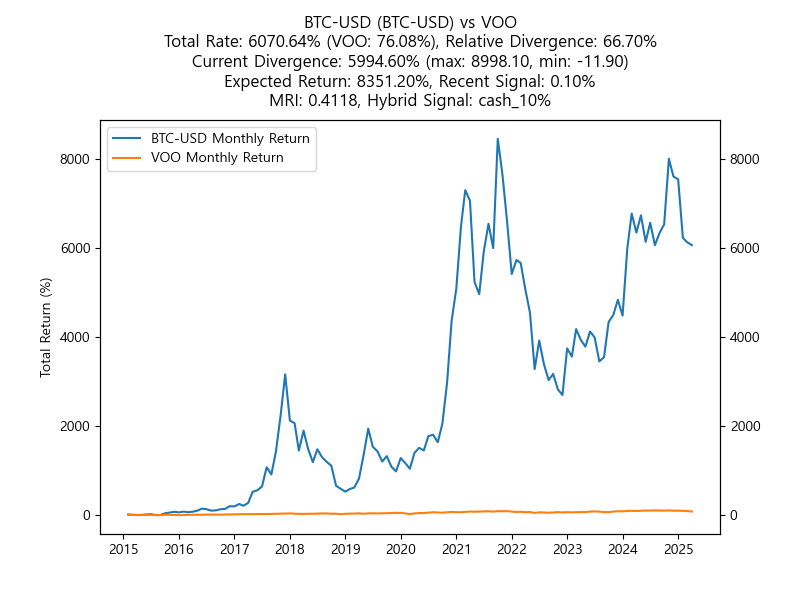 BTC-USD (BTC-USD) vs VOO
Total Rate: 6070.64% (VOO: 76.08%), Relative Divergence: 66.70%
Current Divergence: 5994.60% (max: 8998.10, min: -11.90)
Expected Return: 8351.20%, Recent Signal: 0.10%
MRI: 0.4118, Hybrid Signal: cash_10%
BTC-USD Monthly Return
VOO Monthly Return
Total Return (%)
8000 8000
6000 6000
4000 4000
2000 2000
0 0
2015 2016 2017 2018 2019 2020 2021 2022 2023 2024 2025